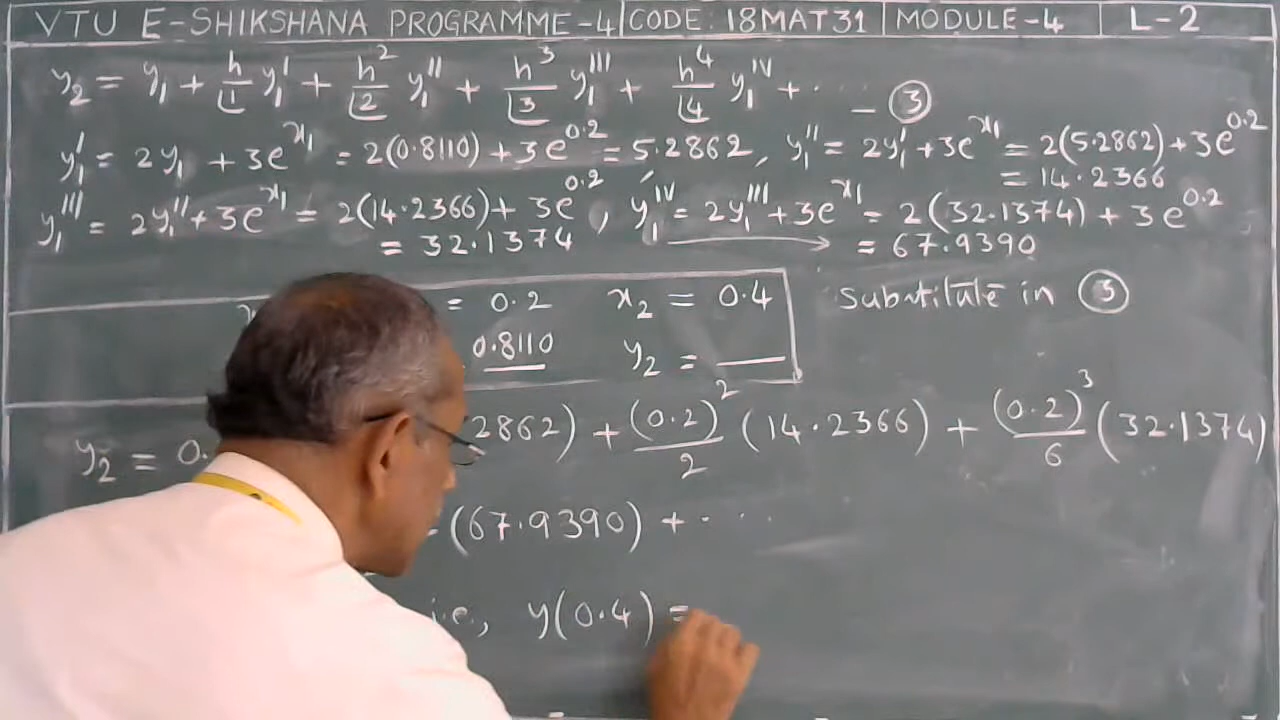 VTU E-SHIKSHANA PROGRAMME-4 | CODE: 18MAT31 | MODULE-4 | L-2
y₂ = y₁ + h/⌊1 y₁' + h²/⌊2 y₁'' + h³/⌊3 y₁''' + h⁴/⌊4 y₁^IV + ... — ③
y₁' = 2y₁ + 3e^x₁ = 2(0.8110) + 3e^0.2 = 5.2862, y₁'' = 2y₁' + 3e^x₁ = 2(5.2862) + 3e^0.2
= 14.2366
y₁''' = 2y₁'' + 3e^x₁ = 2(14.2366) + 3e^0.2, y₁^IV = 2y₁''' + 3e^x₁ = 2(32.1374) + 3e^0.2
= 32.1374 → = 67.9390
= 0.2 x₂ = 0.4 Substitute in ③
0.8110 y₂ = __
y₂ = 0. 2862) + (0.2)²/2 (14.2366) + (0.2)³/6 (32.1374)
(67.9390) + ...
i.e., y(0.4) =